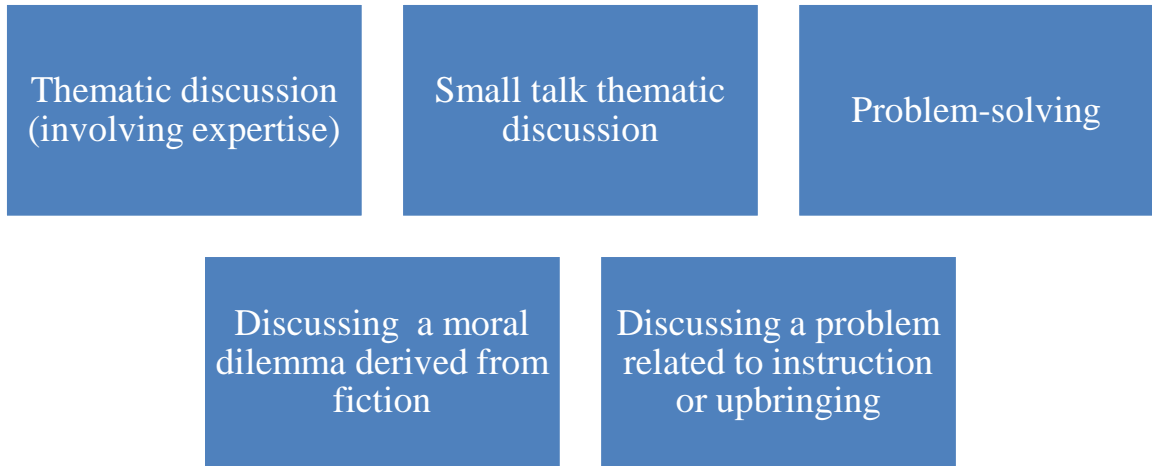 Thematic discussion
(involving expertise)
Small talk thematic
discussion
Problem-solving
Discussing  a moral
dilemma derived from
fiction
Discussing a problem
related to instruction
or upbringing